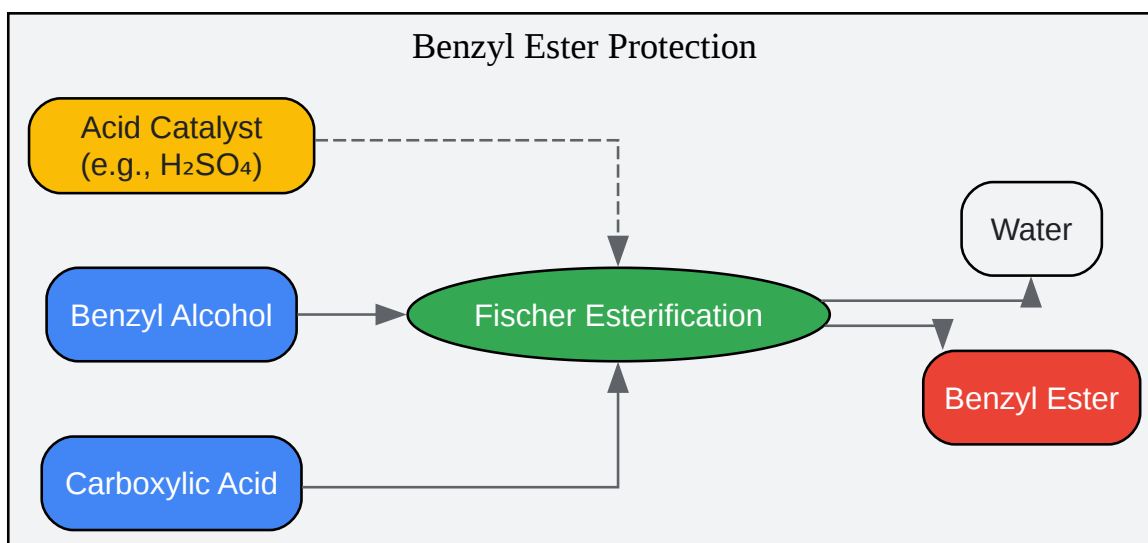 Benzyl Ester Protection
Acid Catalyst
(e.g., H₂SO₄)
Water
Benzyl Alcohol
Fischer Esterification
Benzyl Ester
Carboxylic Acid